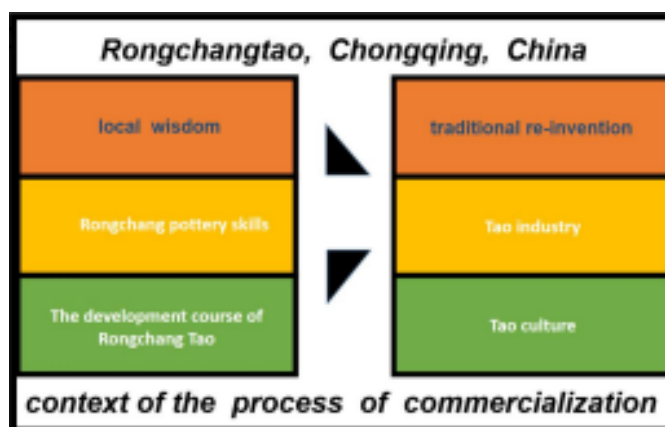 Rongchangtao, Chongqing, China
local wisdom
traditional re-invention
Rongchang pottery skills
Tao industry
The development course of
Rongchang Tao
Tao culture
context of the process of commercialization